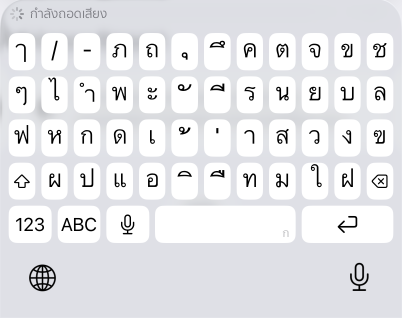 กำลังถอดเสียง
ๅ / - ภ ถ ุ ึ ค ต จ ข ช
ๆ ไ ำ พ ะ ั ี ร น ย บ ล
ฟ ห ก ด เ ้ ่ า ส ว ง ฃ
ผ ป แ อ ิ ื ท ม ใ ฝ
123 ABC ก